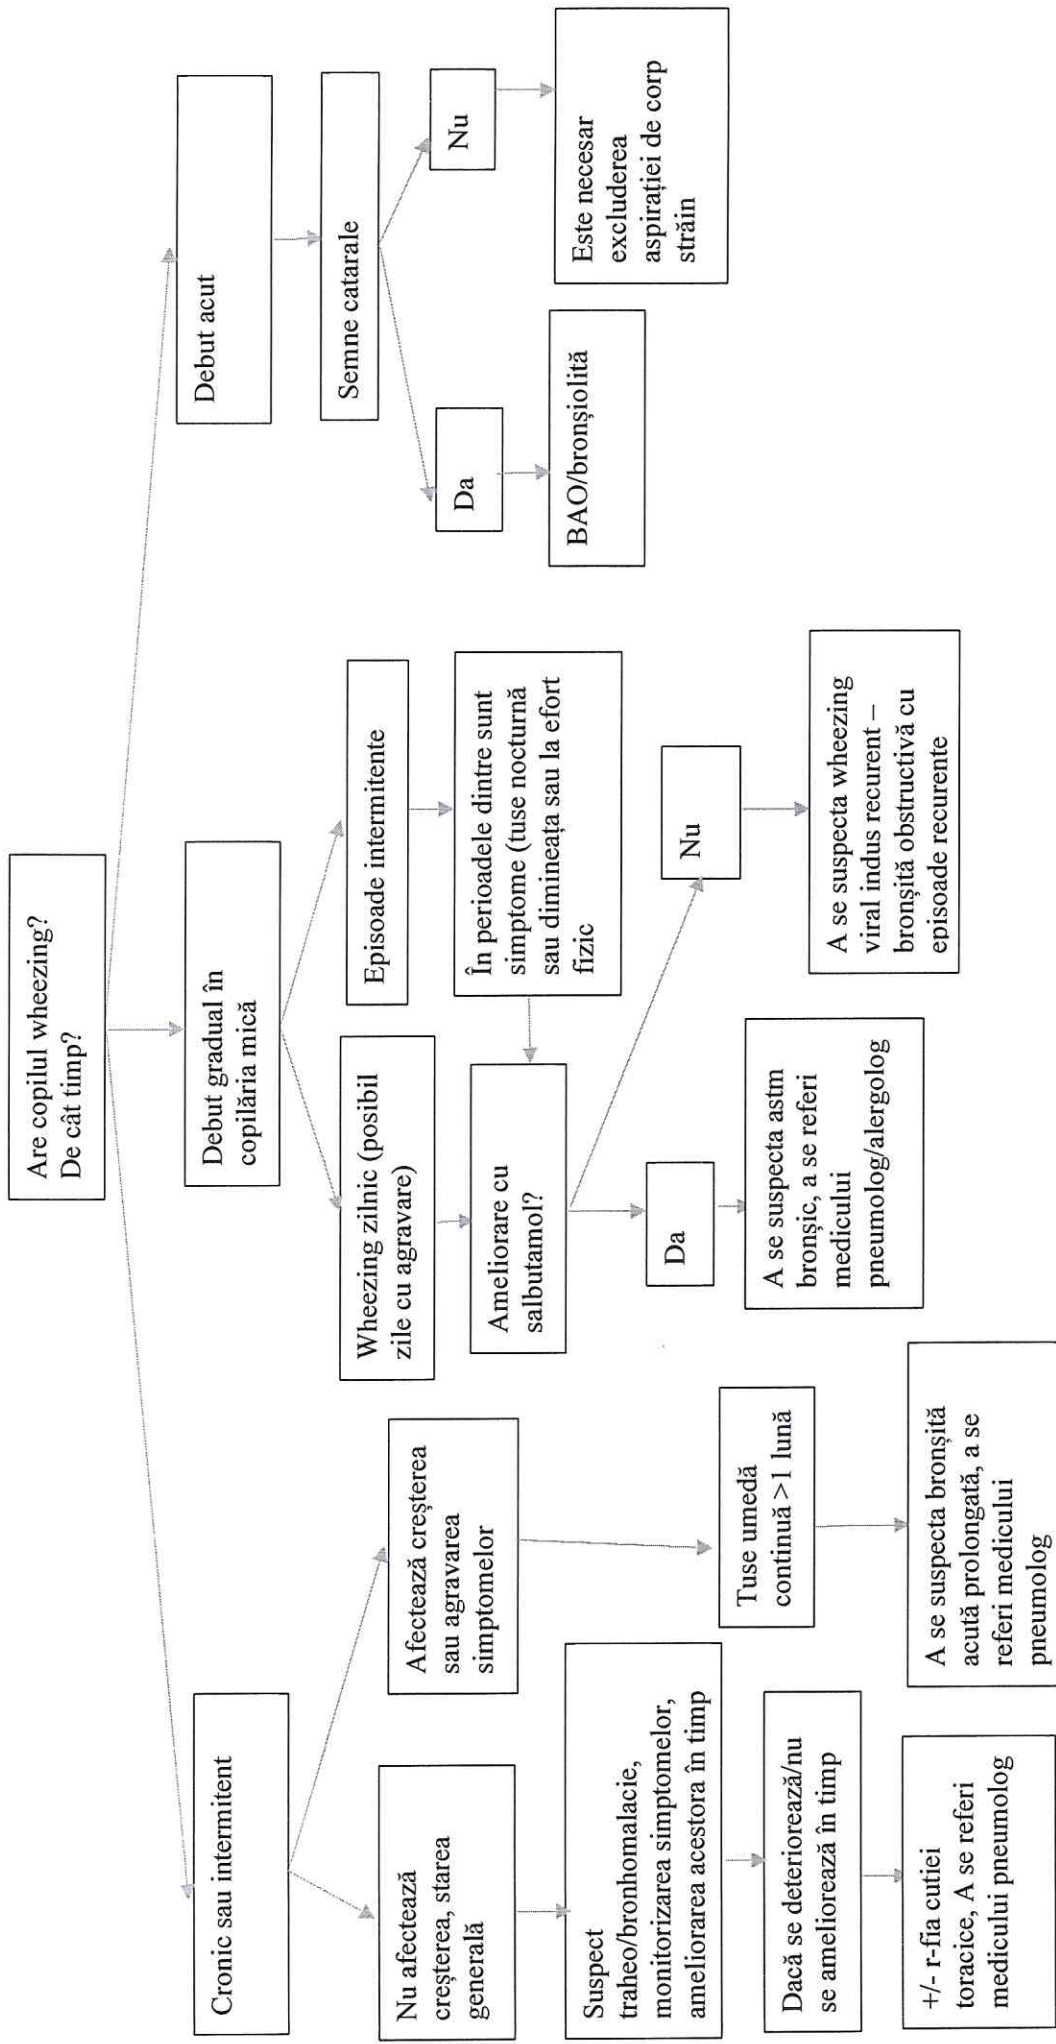 Are copilul wheezing?
De cât timp?
Cronic sau intermitent
Nu afectează
creșterea, starea
generală
Suspect
traheo/bronhomalacie,
monitorizarea simptomelor,
ameliorarea acestora în timp
Dacă se deteriorează/nu
se ameliorează în timp
+/- r-fia cutiei
toracice, A se referi
medicului pneumolog
Afectează creșterea
sau agravarea
simptomelor
Tuse umedă
continuă >1 lună
A se suspecta bronșită
acută prolongată, a se
referi medicului
pneumolog
Debut gradual în
copilăria mică
Wheezing zilnic (posibil
zile cu agravare)
Ameliorare cu
salbutamol?
Da
A se suspecta astm
bronșic, a se referi
medicului
pneumolog/alergolog
Episoade intermitente
În perioadele dintre sunt
simptome (tuse nocturnă
sau dimineața sau la efort
fizic
Nu
A se suspecta wheezing
viral indus recurent –
bronșită obstructivă cu
episoade recurente
Debut acut
Semne catarale
Da
BAO/bronșiolită
Nu
Este necesar
excluderea
aspirației de corp
străin